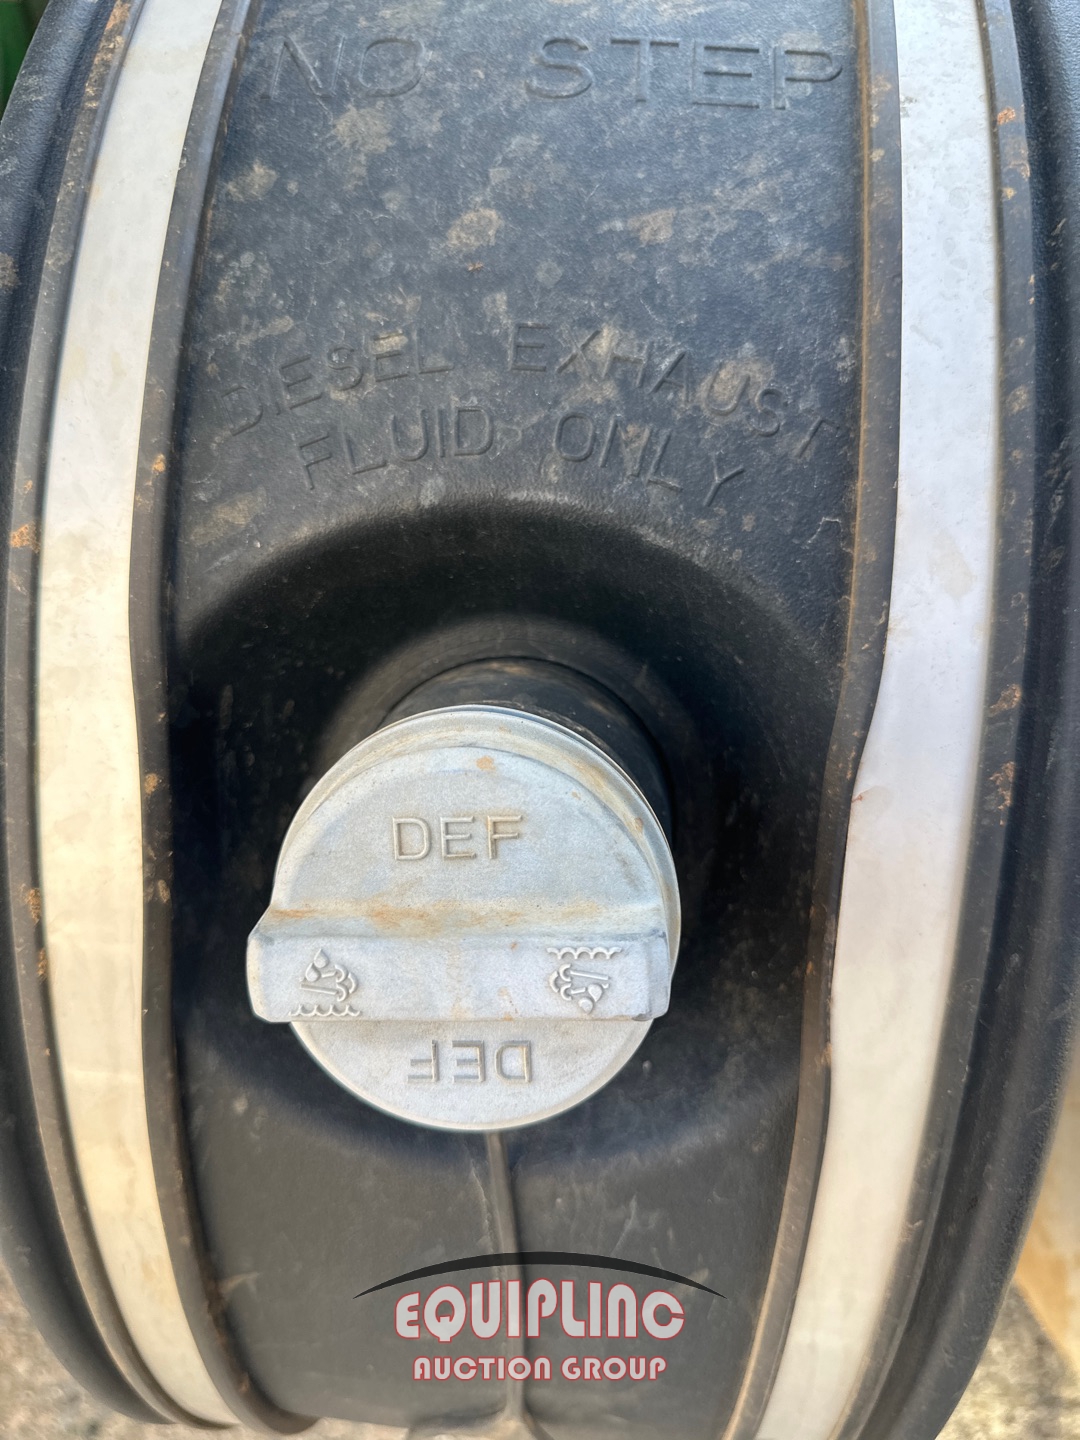 NO STEP
DIESEL EXHAUST
FLUID ONLY
DEF
DEF
EQUIPLINC
AUCTION GROUP